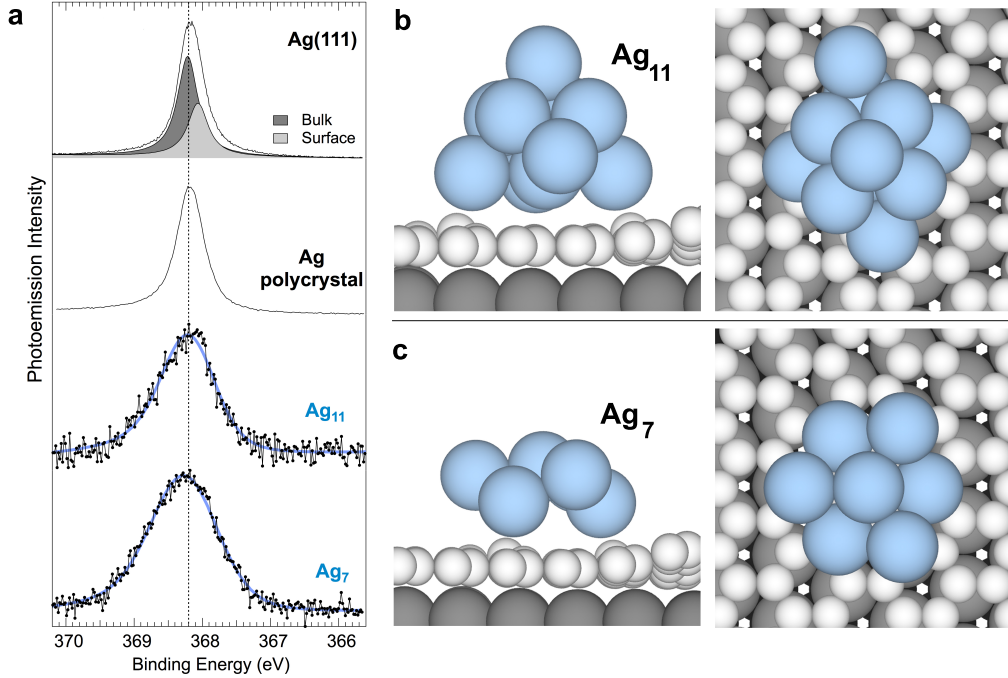 a
Ag(111)
Bulk
Surface
Ag
polycrystal
Ag11
Ag7
Photoemission Intensity
370 369 368 367 366
Binding Energy (eV)
b
Ag11
c
Ag7